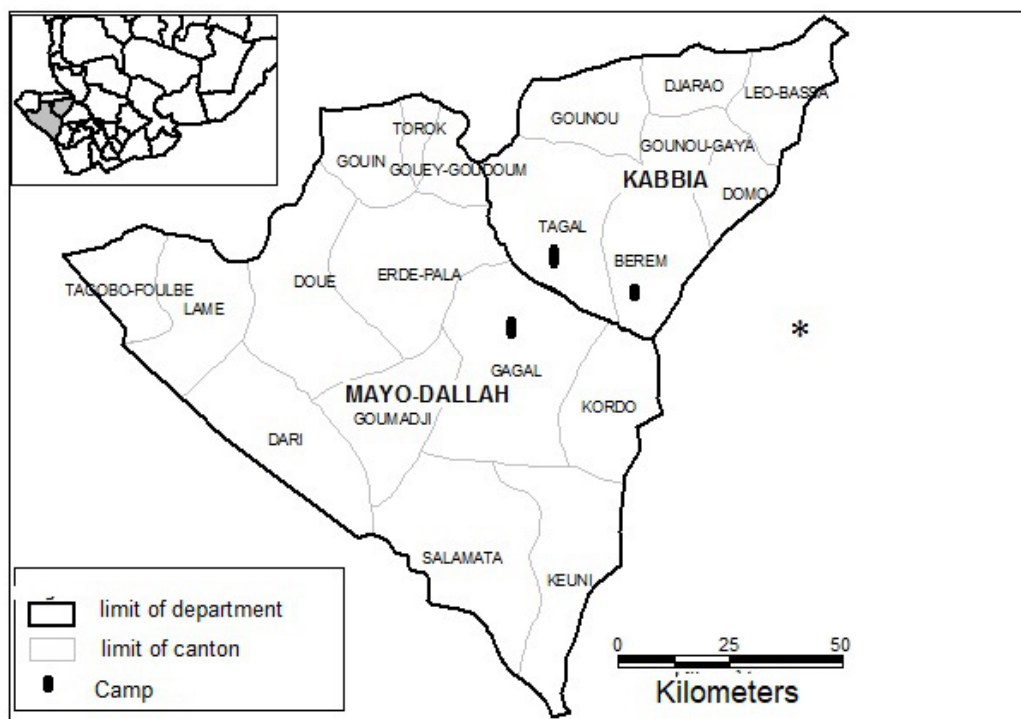 DJARAO
LEO-BASSA
GOUNOU
TOROK
GOUNOU-GAYA
GOUIN
GOUEY-GOUDOUM
KABBIA
DOMO
TAGAL
BEREM
ERDE-PALA
DOUE
TAGOBO-FOULBE
LAME
*
GAGAL
MAYO-DALLAH
KORDO
GOUMADJI
DARI
SALAMATA
KEUNI
limit of department
limit of canton
Camp
0 25 50
Kilometers